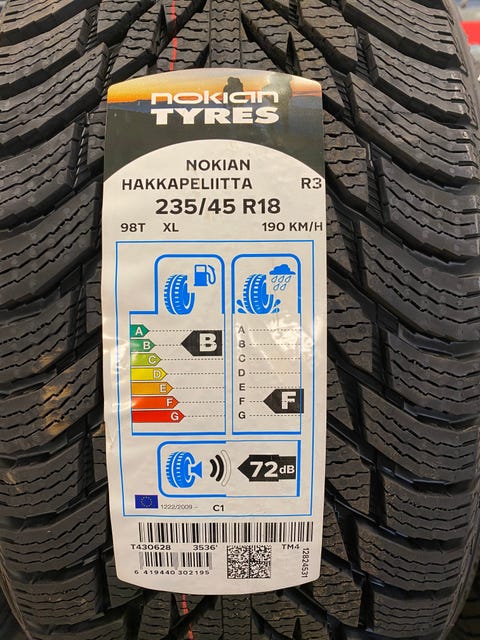 nokian
TYRES
NOKIAN
HAKKAPELIITTA R3
235/45 R18
98T XL 190 KM/H
A
B
C
D
E
F
G
B
A
B
C
D
E
F
G
F
72dB
1222/2009 - C1
T430628 3536' TM4
6 419440 302195
12824531